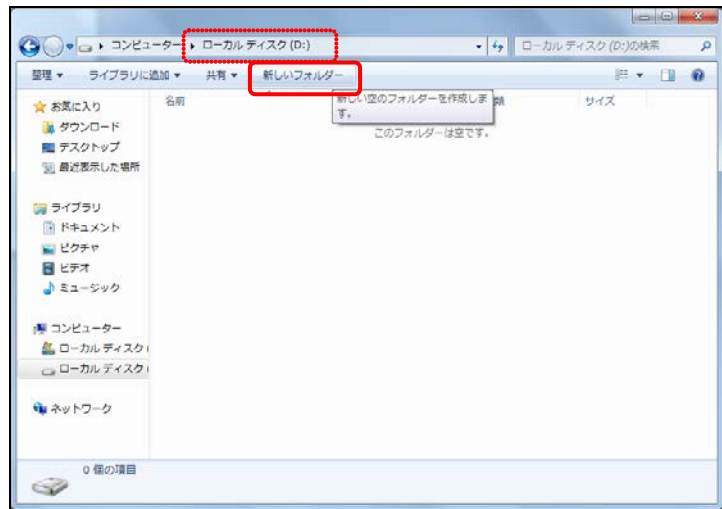 コンピューター ローカル ディスク (D:) ローカル ディスク (D:)の検索
整理 ライブラリに追加 共有 新しいフォルダー
お気に入り
ダウンロード
デスクトップ
最近表示した場所
ライブラリ
ドキュメント
ピクチャ
ビデオ
ミュージック
コンピューター
ローカル ディスク (
ローカル ディスク (
ネットワーク
名前 類 サイズ
新しい空のフォルダーを作成しま
す。
このフォルダーは空です。
0 個の項目